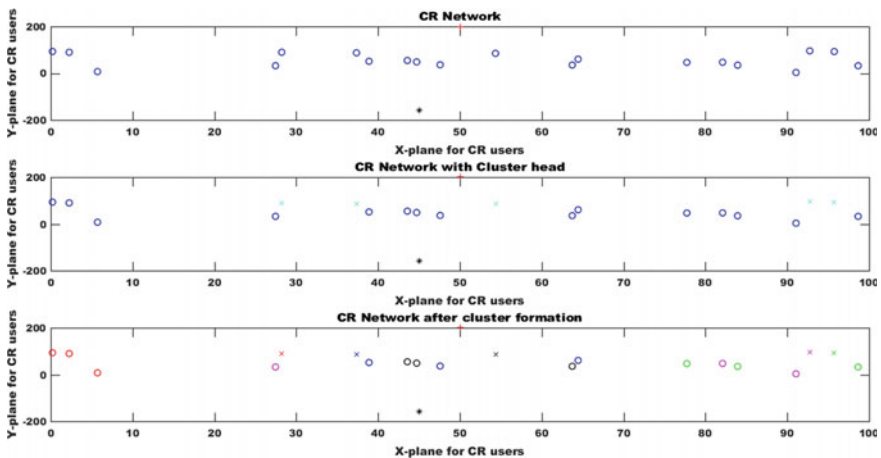 CR Network
Y-plane for CR users
200
0
-200
0 10 20 30 40 50 60 70 80 90 100
X-plane for CR users
CR Network with Cluster head
Y-plane for CR users
200
0
-200
0 10 20 30 40 50 60 70 80 90 100
X-plane for CR users
CR Network after cluster formation
Y-plane for CR users
200
0
-200
0 10 20 30 40 50 60 70 80 90 100
X-plane for CR users